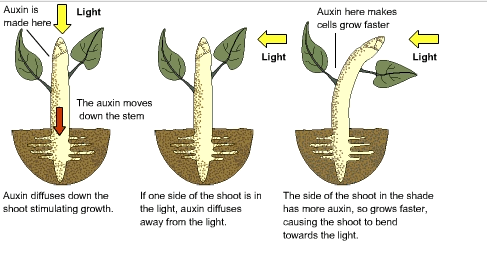 Auxin is
made here
Light
The auxin moves
down the stem
Auxin diffuses down the
shoot stimulating growth.
Light
If one side of the shoot is in
the light, auxin diffuses
away from the light.
Auxin here makes
cells grow faster
Light
The side of the shoot in the shade
has more auxin, so grows faster,
causing the shoot to bend
towards the light.